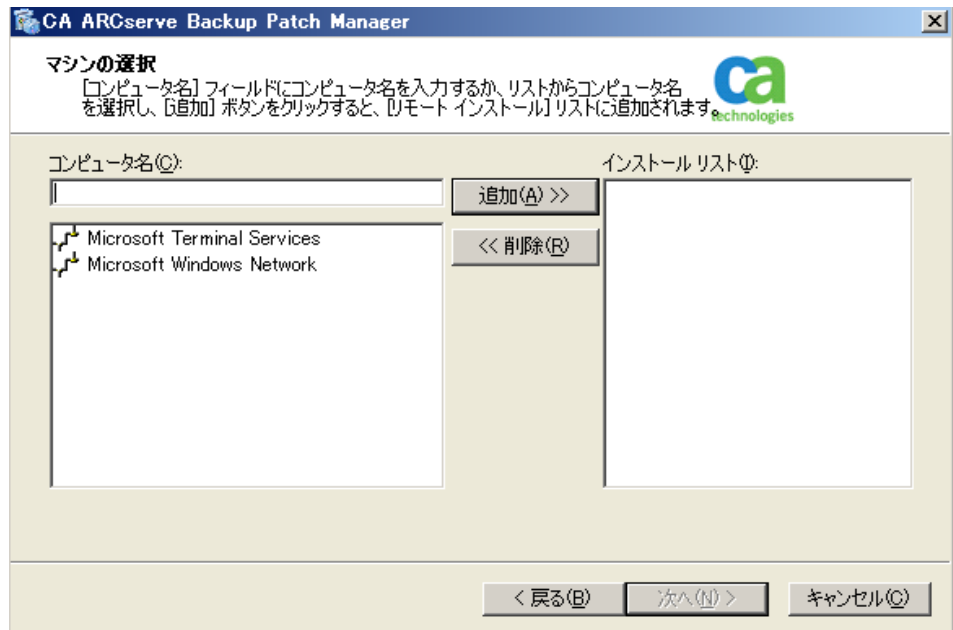 CA ARCserve Backup Patch Manager
マシンの選択
[コンピュータ名] フィールドにコンピュータ名を入力するか、リストからコンピュータ名
を選択し、[追加] ボタンをクリックすると、[リモート インストール] リストに追加されます。
ca
technologies
コンピュータ名(C):
インストール リスト(I):
追加(A) >>
Microsoft Terminal Services
<< 削除(R)
Microsoft Windows Network
< 戻る(B)
次へ(N) >
キャンセル(C)